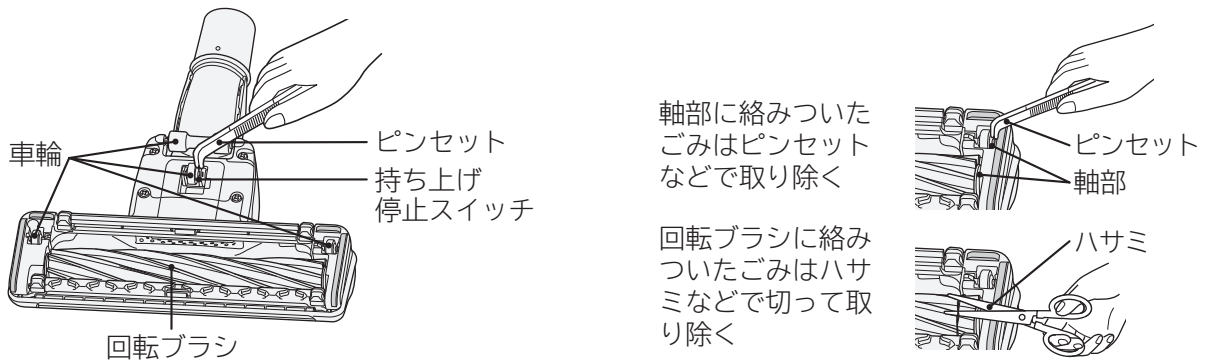 車輪
ピンセット
持ち上げ
停止スイッチ
回転ブラシ
軸部に絡みついた
ごみはピンセット
などで取り除く
ピンセット
軸部
回転ブラシに絡み
ついたごみはハサ
ミなどで切って取
り除く
ハサミ